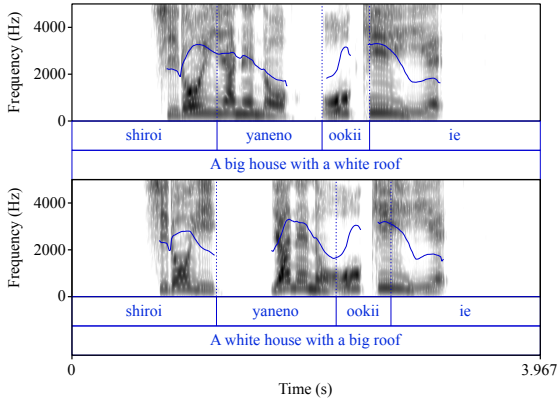 Frequency (Hz)
4000
2000
0
shiroi yaneno ookii ie
A big house with a white roof
Frequency (Hz)
4000
2000
0
shiroi yaneno ookii ie
A white house with a big roof
0 3.967
Time (s)